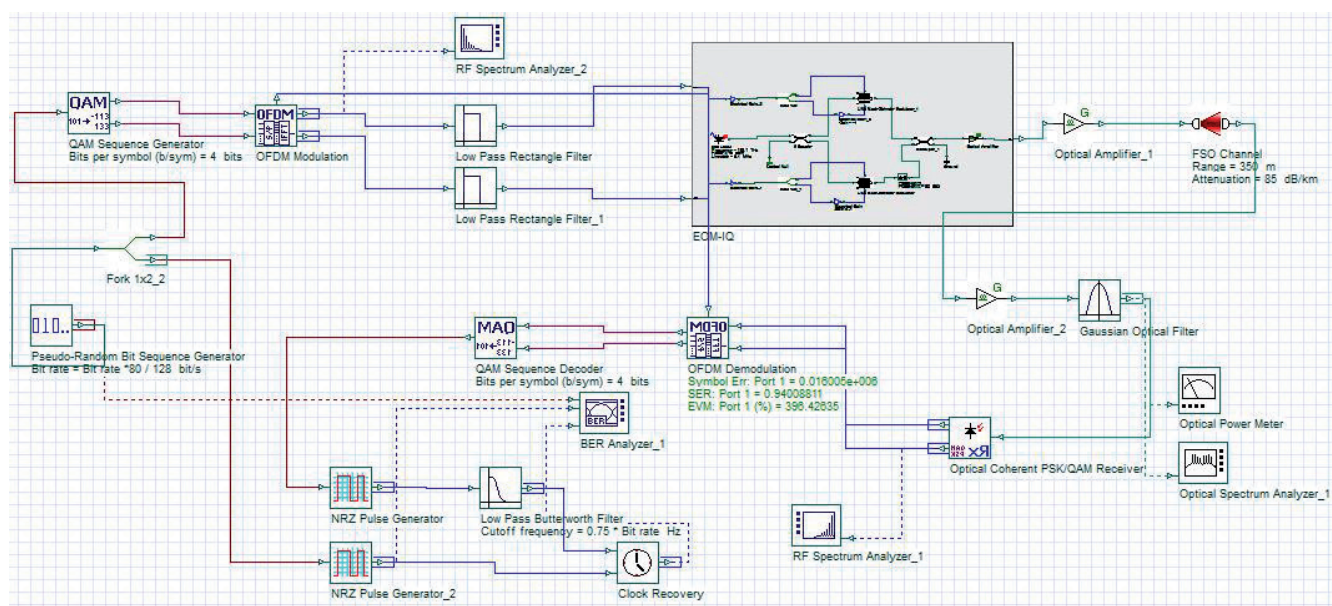 RF Spectrum Analyzer_2
QAM
101→ -113
133
QAM Sequence Generator
Bits per symbol (b/sym) = 4 bits
OFDM
OFDM Modulation
Low Pass Rectangle Filter
Low Pass Rectangle Filter_1
ECM-IQ
G
Optical Amplifier_1
FSO Channel
Range = 350 m
Attenuation = 85 dB/km
Fork 1x2_2
010..
Pseudo-Random Bit Sequence Generator
Bit rate = Bit rate *80 / 128 bit/s
QAM Sequence Decoder
Bits per symbol (b/sym) = 4 bits
OFDM Demodulation
Symbol Err: Port 1 = 0.016005e+006
SER: Port 1 = 0.94008811
EVM: Port 1 (%) = 396.42635
G
Optical Amplifier_2
Gaussian Optical Filter
BER
BER Analyzer_1
Optical Power Meter
Optical Coherent PSK/QAM Receiver
Optical Spectrum Analyzer_1
NRZ Pulse Generator
Low Pass Butterworth Filter
Cutoff frequency = 0.75 * Bit rate Hz
RF Spectrum Analyzer_1
NRZ Pulse Generator_2
Clock Recovery